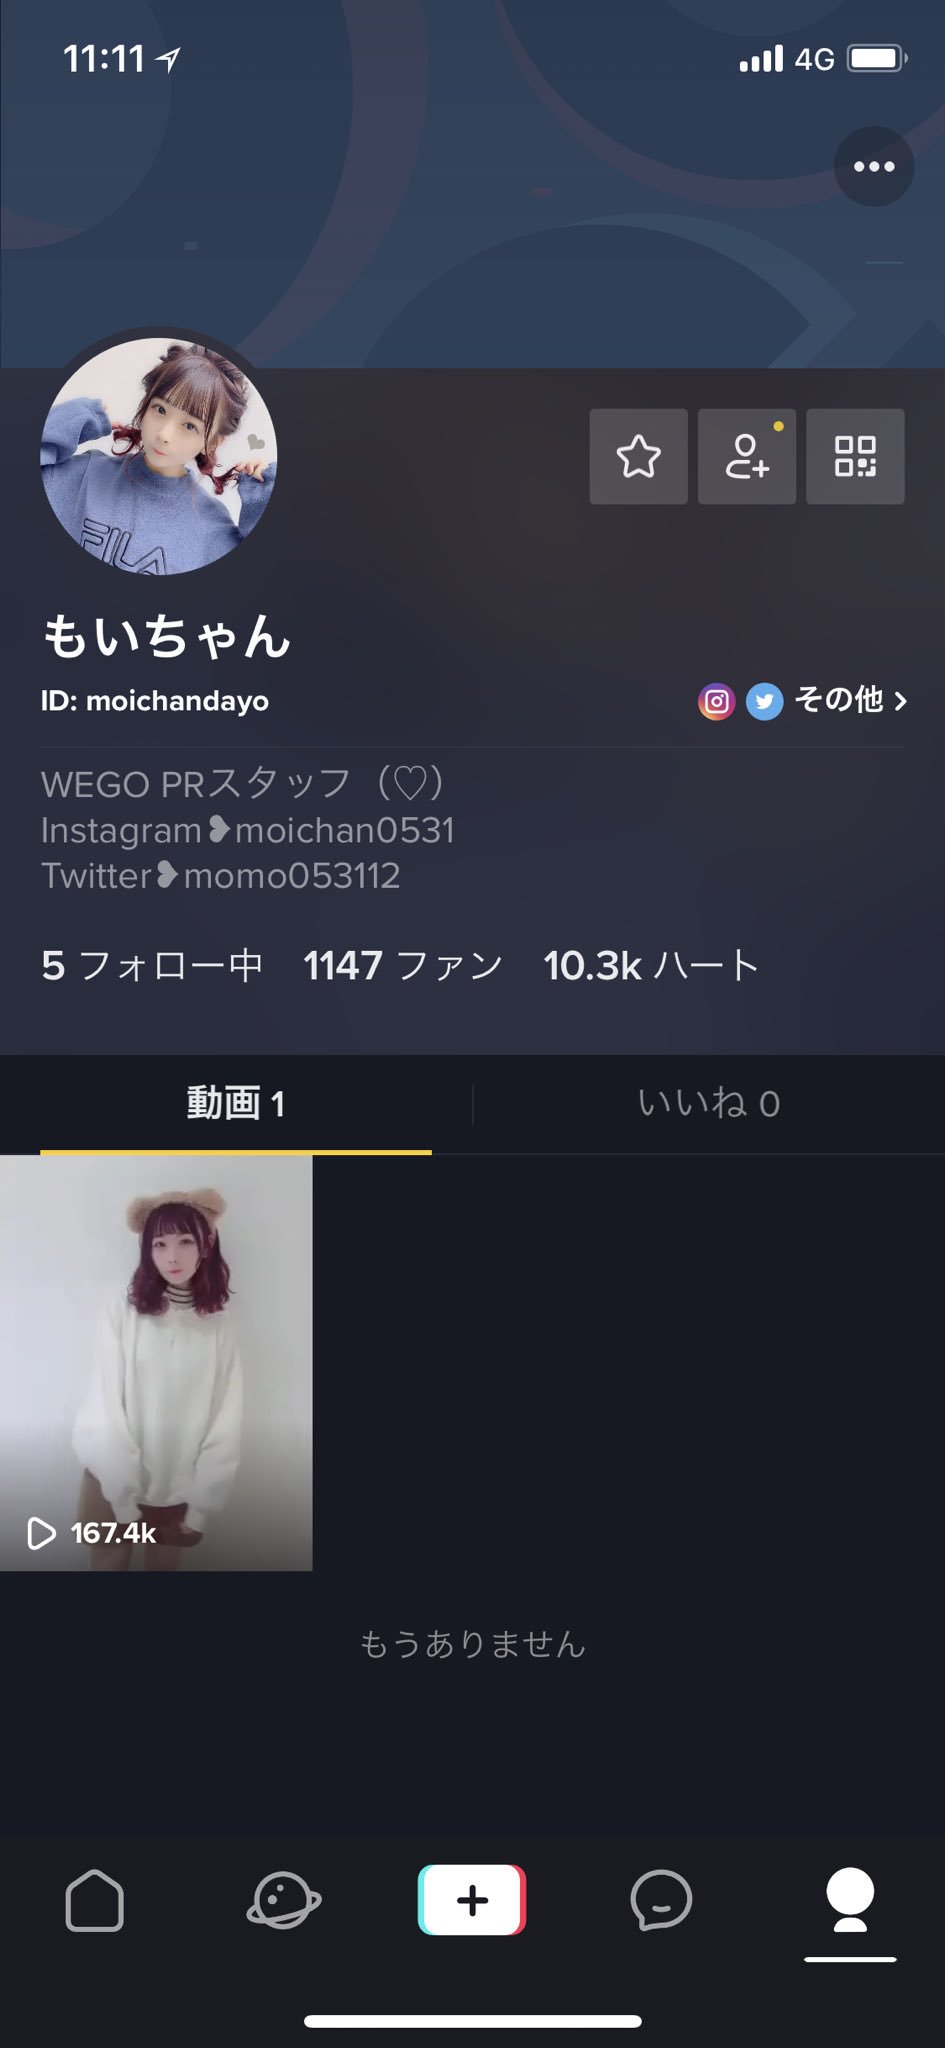 11:11
4G
FILA
もいちゃん
ID: moichandayo
その他
WEGO PRスタッフ（♡）
Instagram❥moichan0531
Twitter❥momo053112
5 フォロー中 1147 ファン 10.3k ハート
動画 1 いいね 0
167.4k
もうありません